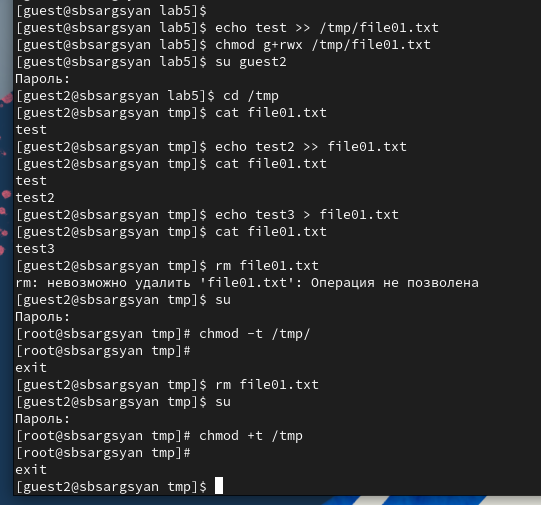 [guest@sbsargsyan lab5]$
[guest@sbsargsyan lab5]$ echo test >> /tmp/file01.txt
[guest@sbsargsyan lab5]$ chmod g+rwx /tmp/file01.txt
[guest@sbsargsyan lab5]$ su guest2
Пароль:
[guest2@sbsargsyan lab5]$ cd /tmp
[guest2@sbsargsyan tmp]$ cat file01.txt
test
[guest2@sbsargsyan tmp]$ echo test2 >> file01.txt
[guest2@sbsargsyan tmp]$ cat file01.txt
test
test2
[guest2@sbsargsyan tmp]$ echo test3 > file01.txt
[guest2@sbsargsyan tmp]$ cat file01.txt
test3
[guest2@sbsargsyan tmp]$ rm file01.txt
rm: невозможно удалить 'file01.txt': Операция не позволена
[guest2@sbsargsyan tmp]$ su
Пароль:
[root@sbsargsyan tmp]# chmod -t /tmp/
[root@sbsargsyan tmp]#
exit
[guest2@sbsargsyan tmp]$ rm file01.txt
[guest2@sbsargsyan tmp]$ su
Пароль:
[root@sbsargsyan tmp]# chmod +t /tmp
[root@sbsargsyan tmp]#
exit
[guest2@sbsargsyan tmp]$